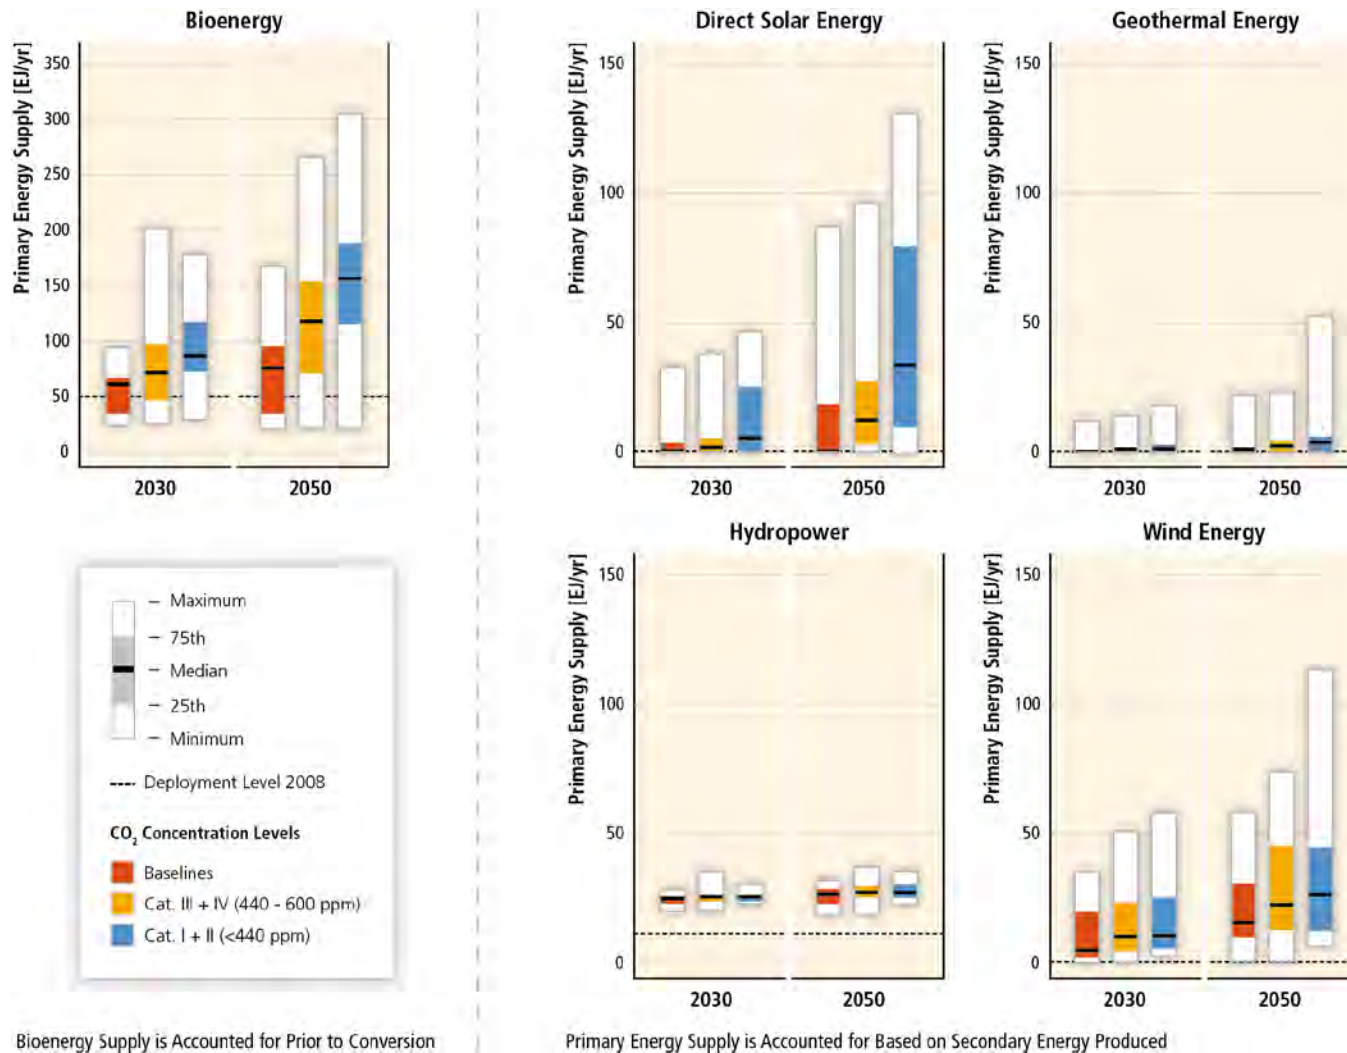 Bioenergy
Primary Energy Supply [EJ/yr]
350
300
250
200
150
100
50
0
2030
2050
Direct Solar Energy
Primary Energy Supply [EJ/yr]
150
100
50
0
2030
2050
Geothermal Energy
Primary Energy Supply [EJ/yr]
150
100
50
0
2030
2050
Maximum
75th
Median
25th
Minimum
Deployment Level 2008
CO2 Concentration Levels
Baselines
Cat. III + IV (440 - 600 ppm)
Cat. I + II (<440 ppm)
Hydropower
Primary Energy Supply [EJ/yr]
150
100
50
0
2030
2050
Wind Energy
Primary Energy Supply [EJ/yr]
150
100
50
0
2030
2050
Bioenergy Supply is Accounted for Prior to Conversion
Primary Energy Supply is Accounted for Based on Secondary Energy Produced